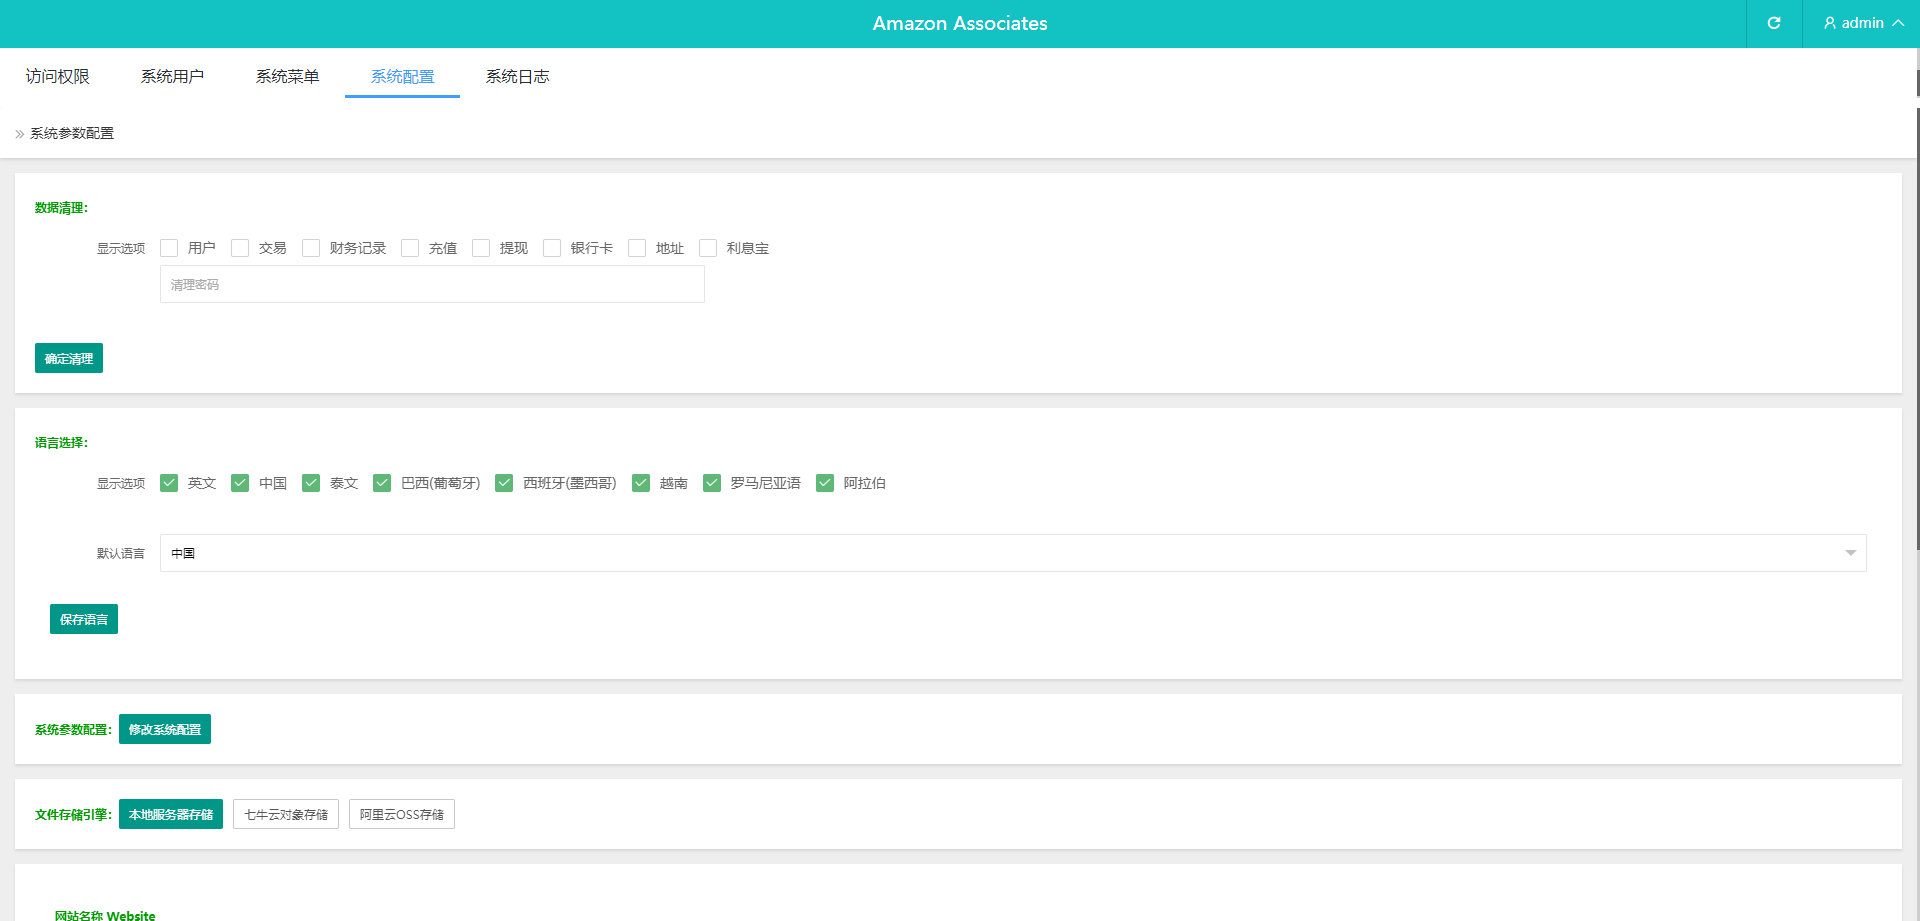 Amazon Associates
admin
访问权限 系统用户 系统菜单 系统配置 系统日志
» 系统参数配置
数据清理:
显示选项 用户 交易 财务记录 充值 提现 银行卡 地址 利息宝
清理密码
确定清理
语言选择:
显示选项 英文 中国 泰文 巴西(葡萄牙) 西班牙(墨西哥) 越南 罗马尼亚语 阿拉伯
默认语言 中国
保存语言
系统参数配置: 修改系统配置
文件存储引擎: 本地服务器存储 七牛云对象存储 阿里云OSS存储
网站名称 Website